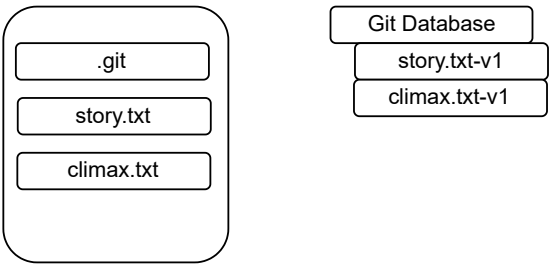 .git
story.txt
climax.txt
Git Database
story.txt-v1
climax.txt-v1